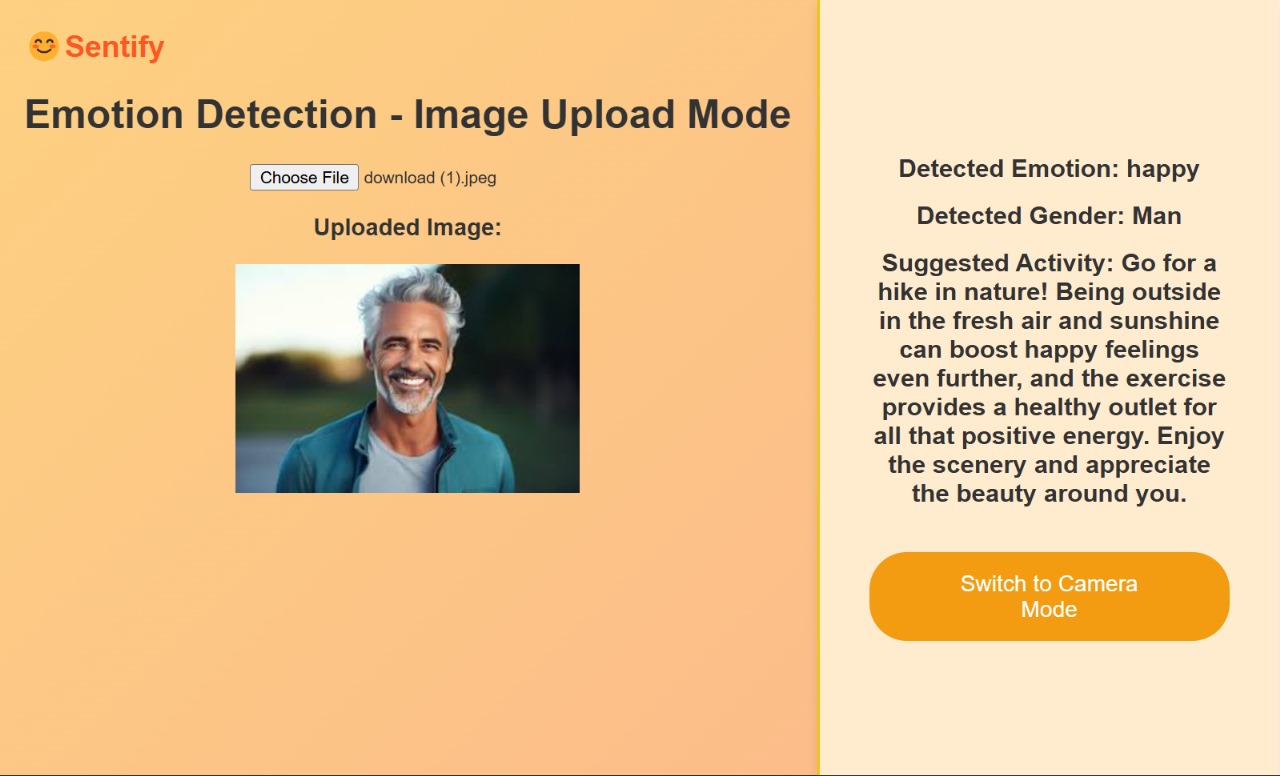 Sentify
Emotion Detection - Image Upload Mode
Choose File download (1).jpeg
Uploaded Image:
Detected Emotion: happy
Detected Gender: Man
Suggested Activity: Go for a
hike in nature! Being outside
in the fresh air and sunshine
can boost happy feelings
even further, and the exercise
provides a healthy outlet for
all that positive energy. Enjoy
the scenery and appreciate
the beauty around you.
Switch to Camera
Mode